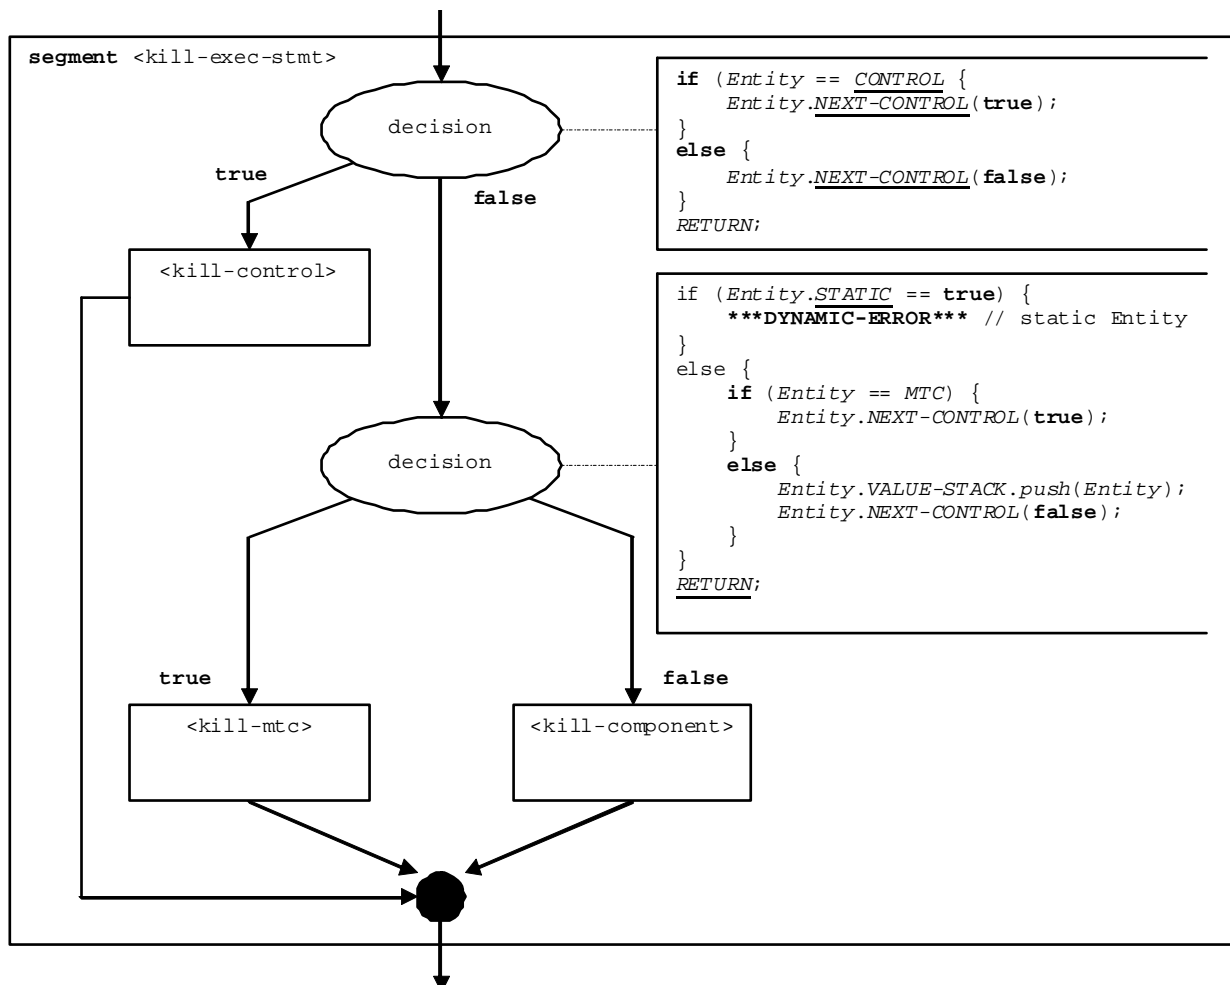 segment <kill-exec-stmt>
decision
true
false
<kill-control>
if (Entity == CONTROL {
Entity.NEXT-CONTROL(true);
}
else {
Entity.NEXT-CONTROL(false);
}
RETURN;
if (Entity.STATIC == true) {
***DYNAMIC-ERROR*** // static Entity
}
else {
if (Entity == MTC) {
Entity.NEXT-CONTROL(true);
}
else {
Entity.VALUE-STACK.push(Entity);
Entity.NEXT-CONTROL(false);
}
}
RETURN;
decision
true
false
<kill-mtc>
<kill-component>